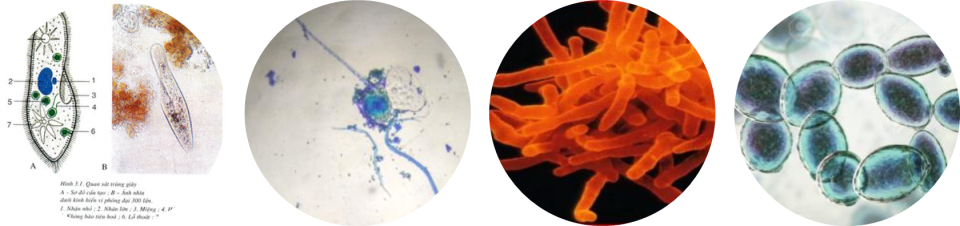 2
5
7
1
3
4
6
A
B
Hình 3.1. Quan sát trùng giày
A – Sơ đồ cấu tạo ; B – Ảnh nhìn
dưới kính hiển vi phóng đại 300 lần.
1. Nhân nhỏ ; 2. Nhân lớn ; 3. Miệng ; 4.
Không bào tiêu hoá ; 6. Lỗ thoát ;